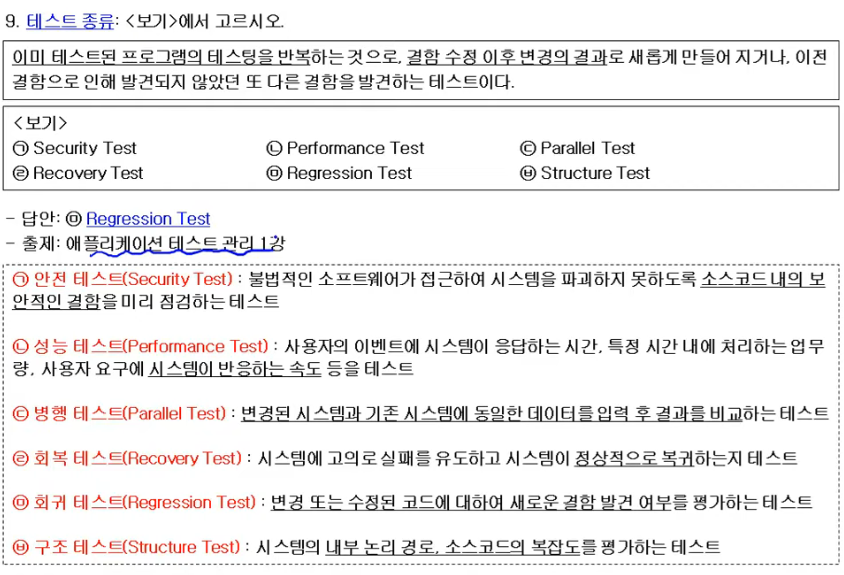 9. 테스트 종류: <보기>에서 고르시오.
이미 테스트된 프로그램의 테스팅을 반복하는 것으로, 결함 수정 이후 변경의 결과로 새롭게 만들어 지거나, 이전
결함으로 인해 발견되지 않았던 또 다른 결함을 발견하는 테스트이다.
<보기>
㉠ Security Test ㉡ Performance Test ㉢ Parallel Test
㉣ Recovery Test ㉤ Regression Test ㉥ Structure Test
- 답안: ㉤ Regression Test
- 출제: 애플리케이션 테스트 관리 1강
㉠ 안전 테스트(Security Test) : 불법적인 소프트웨어가 접근하여 시스템을 파괴하지 못하도록 소스코드 내의 보
안적인 결함을 미리 점검하는 테스트
㉡ 성능 테스트(Performance Test) : 사용자의 이벤트에 시스템이 응답하는 시간, 특정 시간 내에 처리하는 업무
량, 사용자 요구에 시스템이 반응하는 속도 등을 테스트
㉢ 병행 테스트(Parallel Test) : 변경된 시스템과 기존 시스템에 동일한 데이터를 입력 후 결과를 비교하는 테스트
㉣ 회복 테스트(Recovery Test) : 시스템에 고의로 실패를 유도하고 시스템이 정상적으로 복귀하는지 테스트
㉤ 회귀 테스트(Regression Test) : 변경 또는 수정된 코드에 대하여 새로운 결함 발견 여부를 평가하는 테스트
㉥ 구조 테스트(Structure Test) : 시스템의 내부 논리 경로, 소스코드의 복잡도를 평가하는 테스트